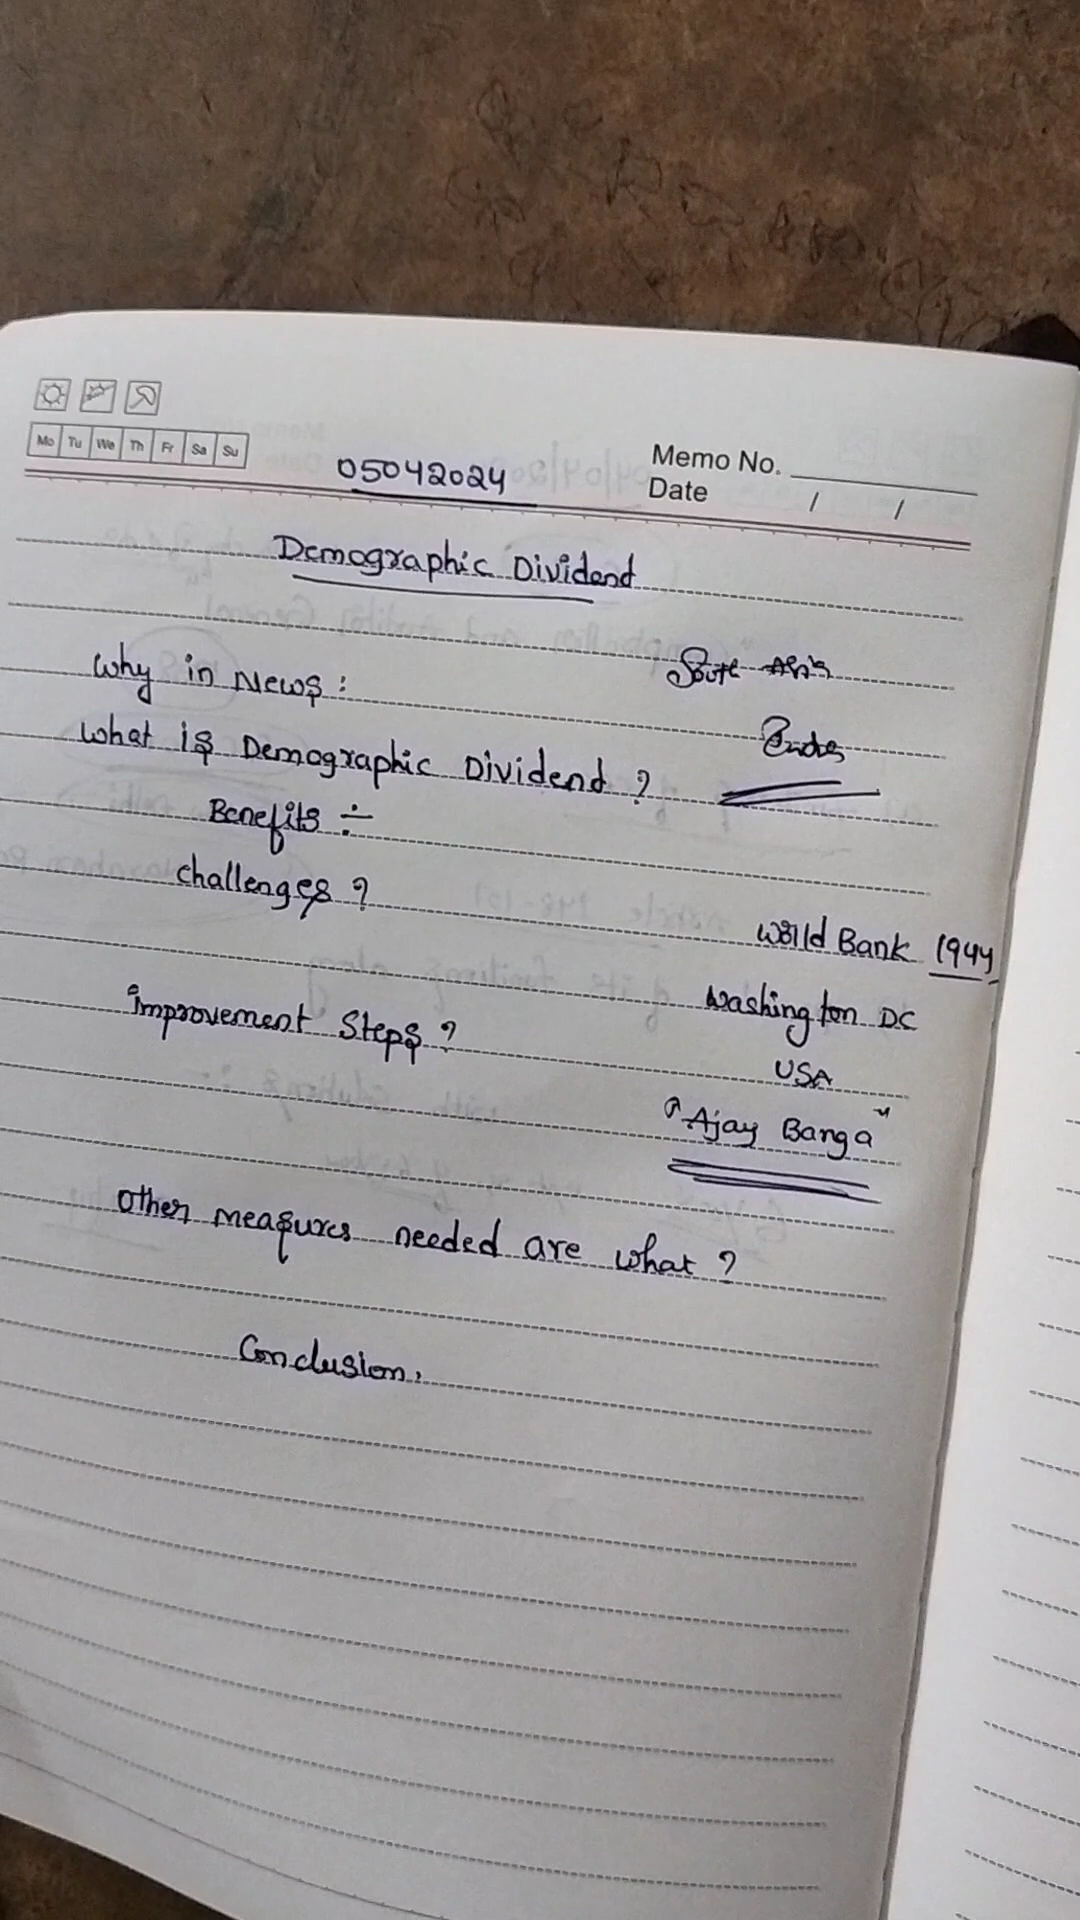 Mo Tu We Th Fr Sa Su
Memo No.
05042024
Date / /
Demographic Dividend
Why in News :
South Asia
What is Demographic Dividend ?
Benefits ÷
Challenges ?
World Bank 1944
Washington DC
Improvement Steps ?
USA
"Ajay Banga"
Other measures needed are what ?
Conclusion.